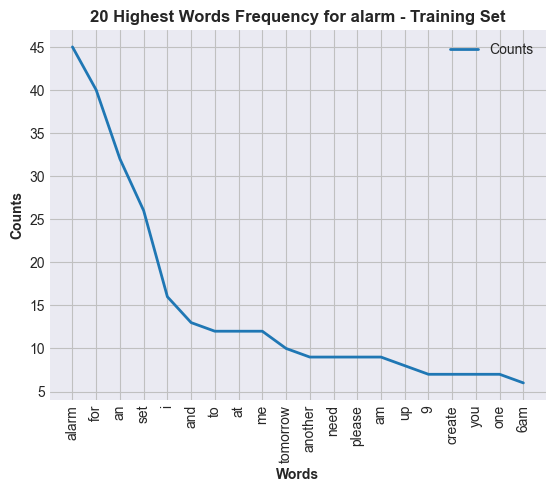 20 Highest Words Frequency for alarm - Training Set
Counts
Counts
45
40
35
30
25
20
15
10
5
alarm
for
an
set
i
and
to
at
me
tomorrow
another
need
please
am
up
9
create
you
one
6am
Words